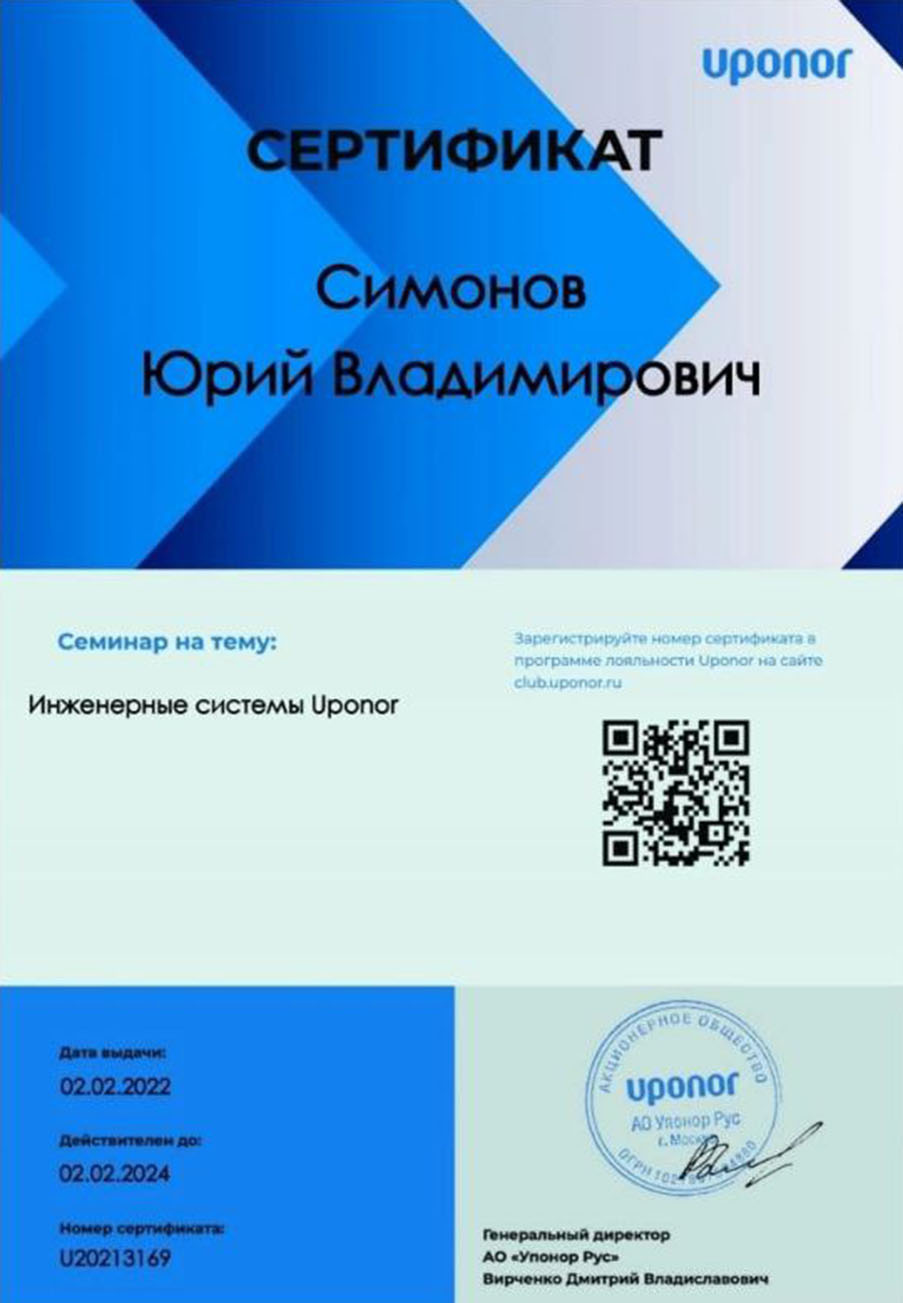 uponor
СЕРТИФИКАТ
Симонов
Юрий Владимирович
Семинар на тему:
Инженерные системы Uponor
Зарегистрируйте номер сертификата в
программе лояльности Uponor на сайте
club.uponor.ru
Дата выдачи:
02.02.2022
Действителен до:
02.02.2024
Номер сертификата:
U20213169
АКЦИОНЕРНОЕ ОБЩЕСТВО
uponor
АО Упонор Рус
г. Москва
ОГРН
Генеральный директор
АО «Упонор Рус»
Вирченко Дмитрий Владиславович